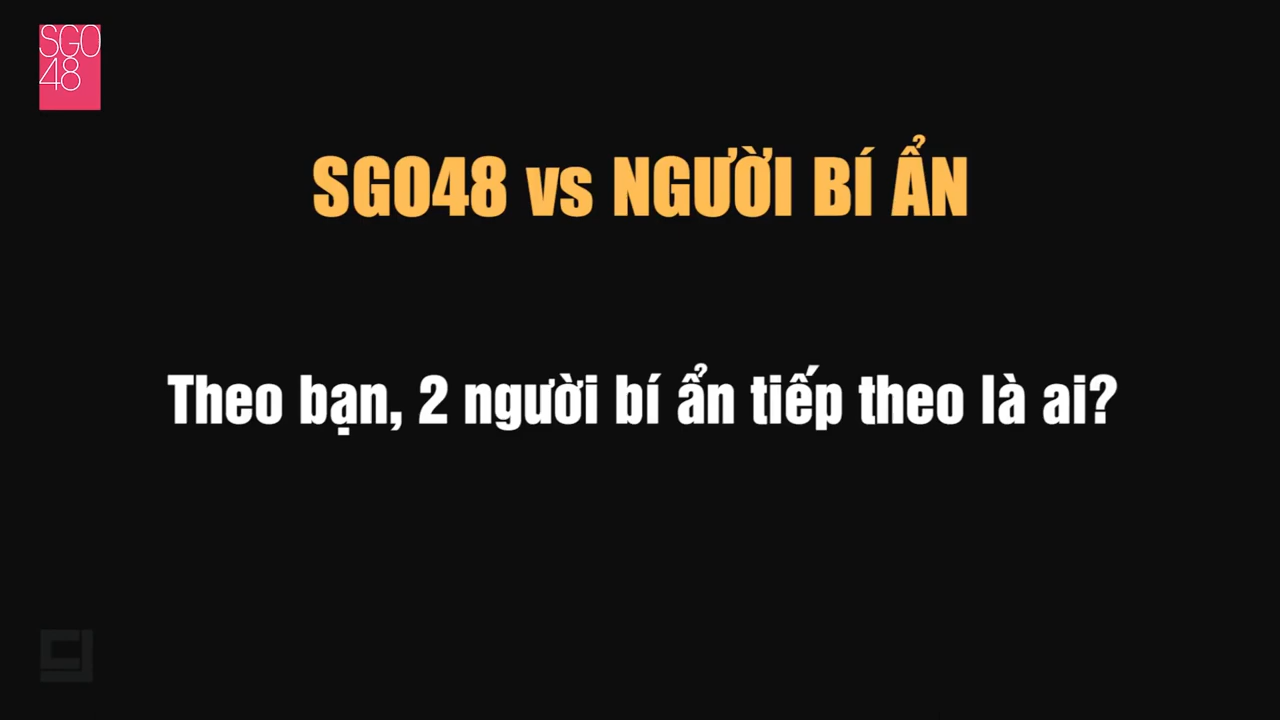 SGO
48
SGO48 vs NGƯỜI BÍ ẨN
Theo bạn, 2 người bí ẩn tiếp theo là ai?